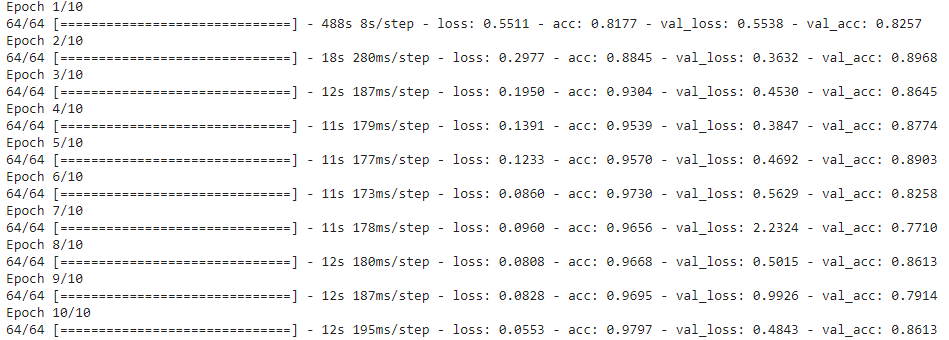 Epoch 1/10
64/64 [==============================] - 488s 8s/step - loss: 0.5511 - acc: 0.8177 - val_loss: 0.5538 - val_acc: 0.8257
Epoch 2/10
64/64 [==============================] - 18s 280ms/step - loss: 0.2977 - acc: 0.8845 - val_loss: 0.3632 - val_acc: 0.8968
Epoch 3/10
64/64 [==============================] - 12s 187ms/step - loss: 0.1950 - acc: 0.9304 - val_loss: 0.4530 - val_acc: 0.8645
Epoch 4/10
64/64 [==============================] - 11s 179ms/step - loss: 0.1391 - acc: 0.9539 - val_loss: 0.3847 - val_acc: 0.8774
Epoch 5/10
64/64 [==============================] - 11s 177ms/step - loss: 0.1233 - acc: 0.9570 - val_loss: 0.4692 - val_acc: 0.8903
Epoch 6/10
64/64 [==============================] - 11s 173ms/step - loss: 0.0860 - acc: 0.9730 - val_loss: 0.5629 - val_acc: 0.8258
Epoch 7/10
64/64 [==============================] - 11s 178ms/step - loss: 0.0960 - acc: 0.9656 - val_loss: 2.2324 - val_acc: 0.7710
Epoch 8/10
64/64 [==============================] - 12s 180ms/step - loss: 0.0808 - acc: 0.9668 - val_loss: 0.5015 - val_acc: 0.8613
Epoch 9/10
64/64 [==============================] - 12s 187ms/step - loss: 0.0828 - acc: 0.9695 - val_loss: 0.9926 - val_acc: 0.7914
Epoch 10/10
64/64 [==============================] - 12s 195ms/step - loss: 0.0553 - acc: 0.9797 - val_loss: 0.4843 - val_acc: 0.8613